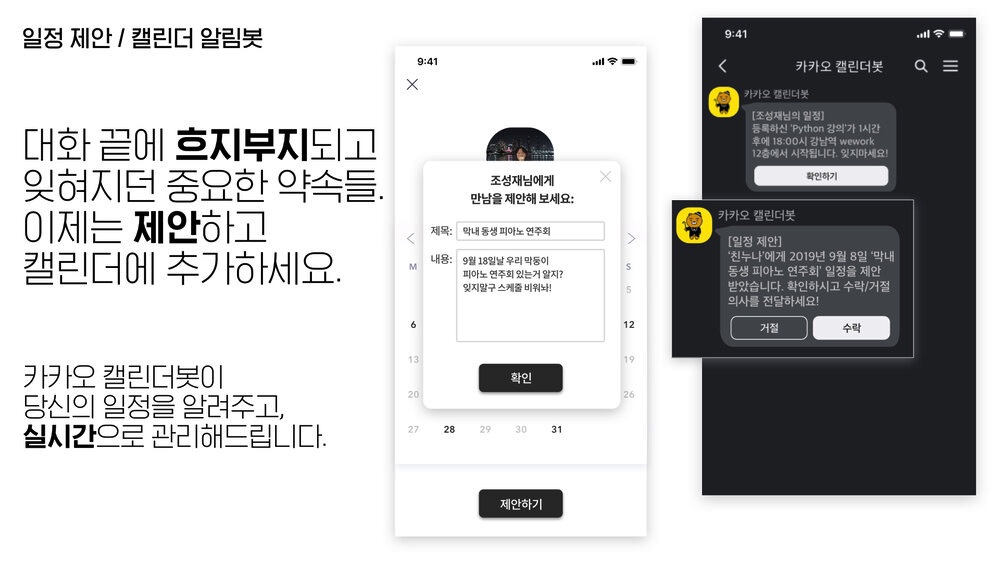 일정 제안 / 캘린더 알림봇
대화 끝에 흐지부지되고
잊혀지던 중요한 약속들.
이제는 제안하고
캘린더에 추가하세요.
카카오 캘린더봇이
당신의 일정을 알려주고,
실시간으로 관리해드립니다.
9:41
조성재님에게
만남을 제안해 보세요:
제목: 막내 동생 피아노 연주회
내용: 9월 18일날 우리 막둥이
피아노 연주회 있는거 알지?
잊지말구 스케줄 비워놔!
확인
M S
5
6 12
13 19
20 26
27 28 29 30 31
제안하기
9:41
카카오 캘린더봇
카카오 캘린더봇
[조성재님의 일정]
등록하신 'Python 강의'가 1시간
후에 18:00시 강남역 wework
12층에서 시작됩니다. 잊지마세요!
확인하기
카카오 캘린더봇
[일정 제안]
'친누나'에게 2019년 9월 8일 '막내
동생 피아노 연주회' 일정을 제안
받았습니다. 확인하시고 수락/거절
의사를 전달하세요!
거절 수락